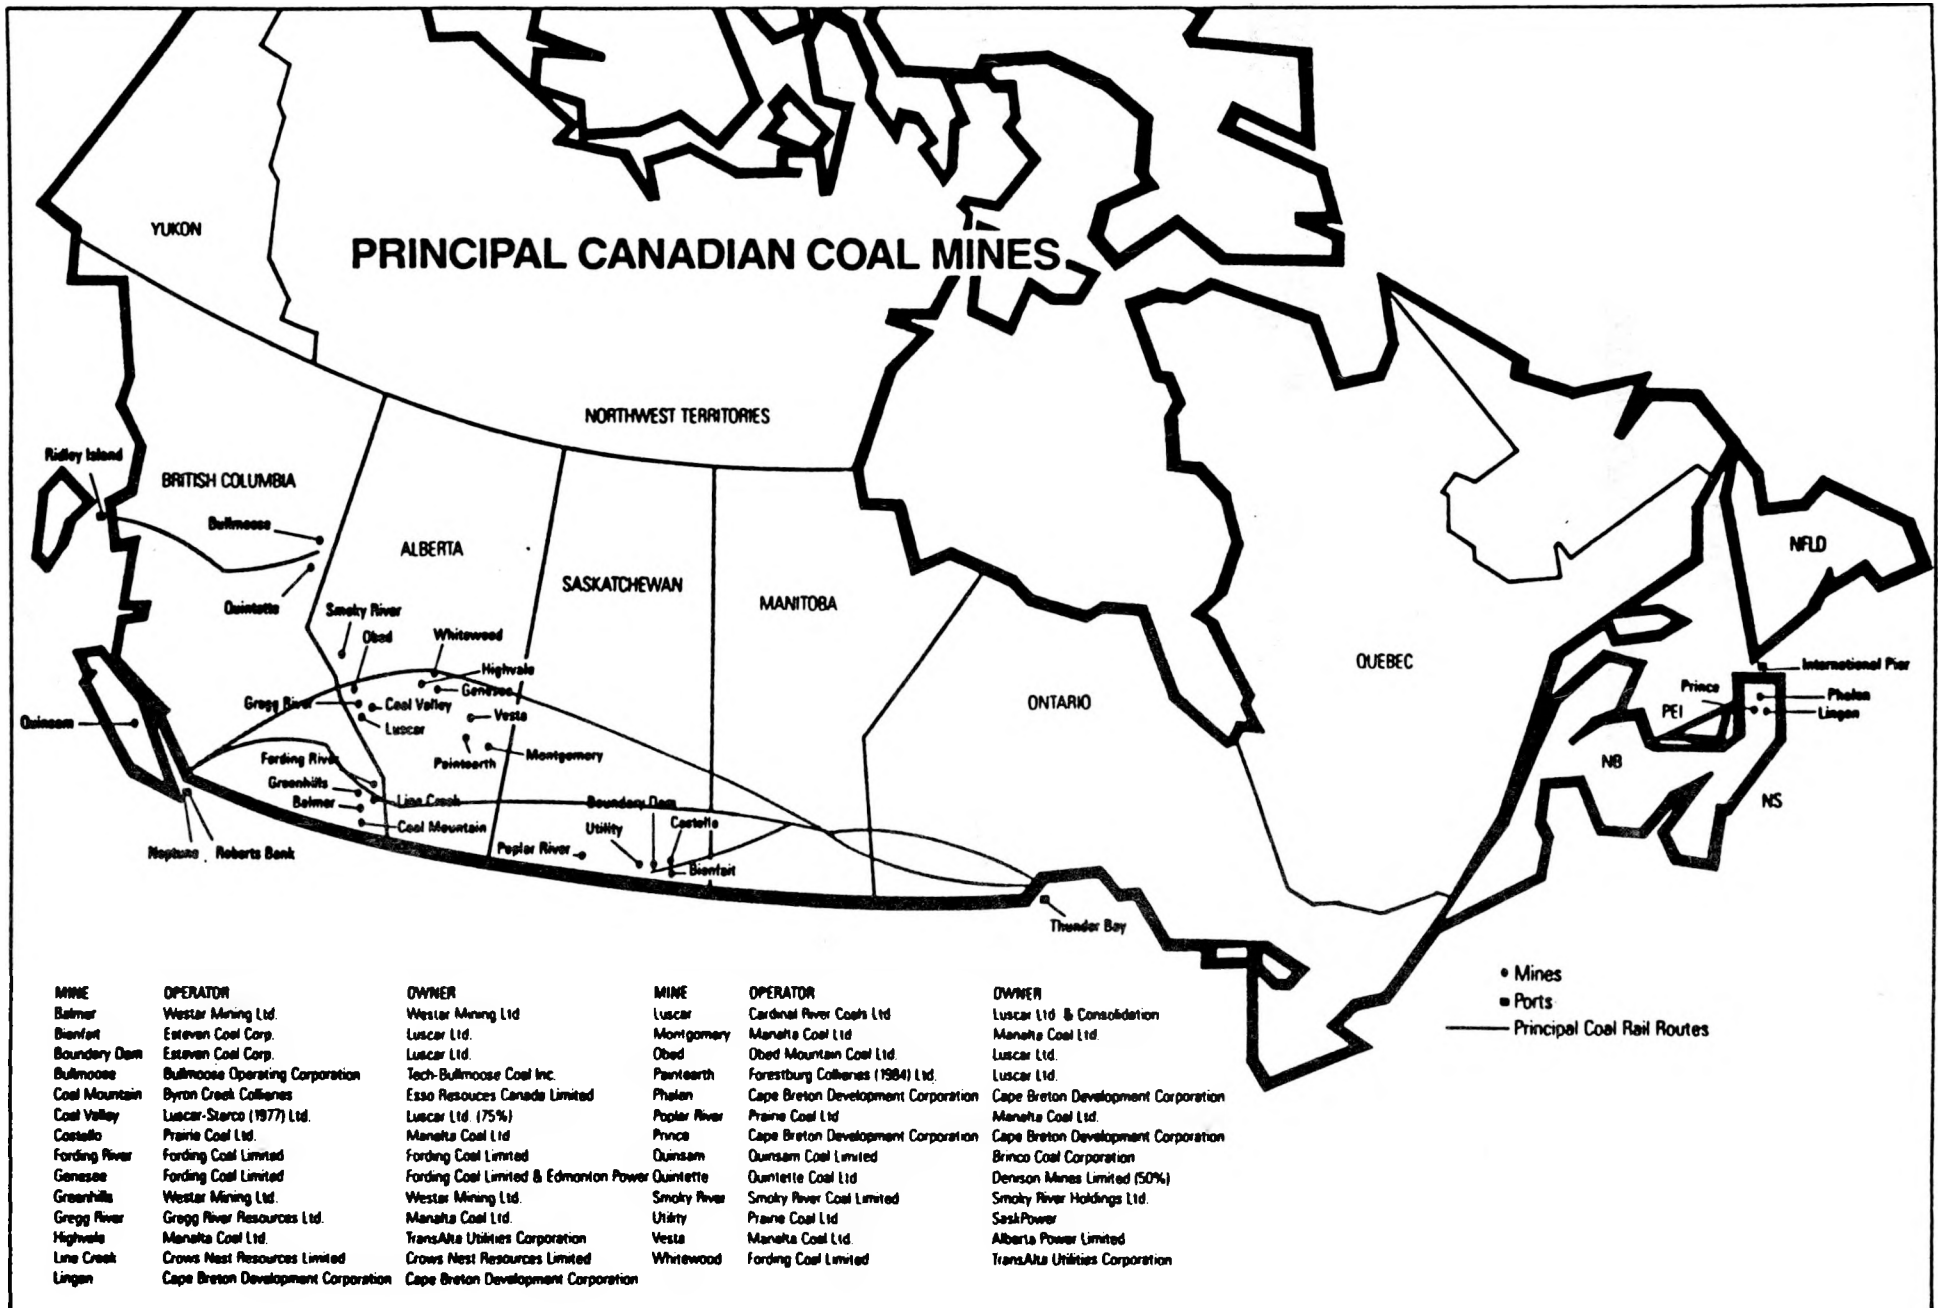 YUKON
PRINCIPAL CANADIAN COAL MINES
NORTHWEST TERRITORIES
Ridley Island
BRITISH COLUMBIA
Bullmoose
ALBERTA
SASKATCHEWAN
MANITOBA
NFLD
Quintette
Smoky River
Obed
Whitewood
Highvale
Genesee
QUEBEC
International Pier
Prince
Phalen
Lingan
PEI
ONTARIO
Gregg River
Coal Valley
Luscar
Vesta
Quinsam
Montgomery
Paintearth
NB
NS
Fording River
Greenhills
Balmer
Line Creek
Coal Mountain
Boundary Dam
Costello
Utility
Poplar River
Bienfait
Neptune
Roberts Bank
Thunder Bay
Mines
Ports
Principal Coal Rail Routes
MINE OPERATOR OWNER MINE OPERATOR OWNER
Balmer Westar Mining Ltd. Westar Mining Ltd Luscar Cardinal River Coals Ltd Luscar Ltd & Consolidation
Bienfait Estevan Coal Corp. Luscar Ltd. Montgomery Manalta Coal Ltd Manalta Coal Ltd.
Boundary Dam Estevan Coal Corp. Luscar Ltd. Obed Obed Mountain Coal Ltd. Luscar Ltd.
Bullmoose Bullmoose Operating Corporation Teck-Bullmoose Coal Inc. Paintearth Forestburg Collieries (1984) Ltd. Luscar Ltd.
Coal Mountain Byron Creek Collieries Esso Resouces Canada Limited Phalen Cape Breton Development Corporation Cape Breton Development Corporation
Coal Valley Luscar-Sterco (1977) Ltd. Luscar Ltd. (75%) Poplar River Prairie Coal Ltd Manalta Coal Ltd.
Costello Prairie Coal Ltd. Manalta Coal Ltd Prince Cape Breton Development Corporation Cape Breton Development Corporation
Fording River Fording Coal Limited Fording Coal Limited Quinsam Quinsam Coal Limited Brinco Coal Corporation
Genesee Fording Coal Limited Fording Coal Limited & Edmonton Power Quintette Quintette Coal Ltd Denison Mines Limited (50%)
Greenhills Westar Mining Ltd. Westar Mining Ltd. Smoky River Smoky River Coal Limited Smoky River Holdings Ltd.
Gregg River Gregg River Resources Ltd. Manalta Coal Ltd. Utility Prairie Coal Ltd SaskPower
Highvale Manalta Coal Ltd. TransAlta Utilities Corporation Vesta Manalta Coal Ltd. Alberta Power Limited
Line Creek Crows Nest Resources Limited Crows Nest Resources Limited Whitewood Fording Coal Limited TransAlta Utilities Corporation
Lingan Cape Breton Development Corporation Cape Breton Development Corporation